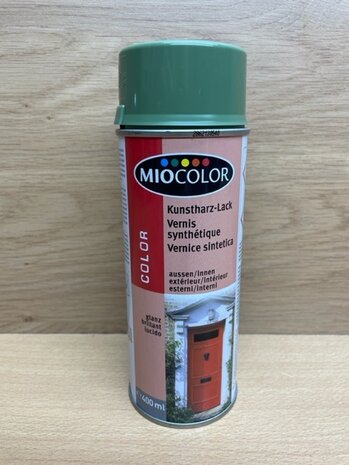 MIOCOLOR
Kunstharz-Lack
Vernis
synthétique
Vernice sintetica
aussen/innen
extérieur/intérieur
esterni/interni
COLOR
glanz
brillant
lucido
400 ml